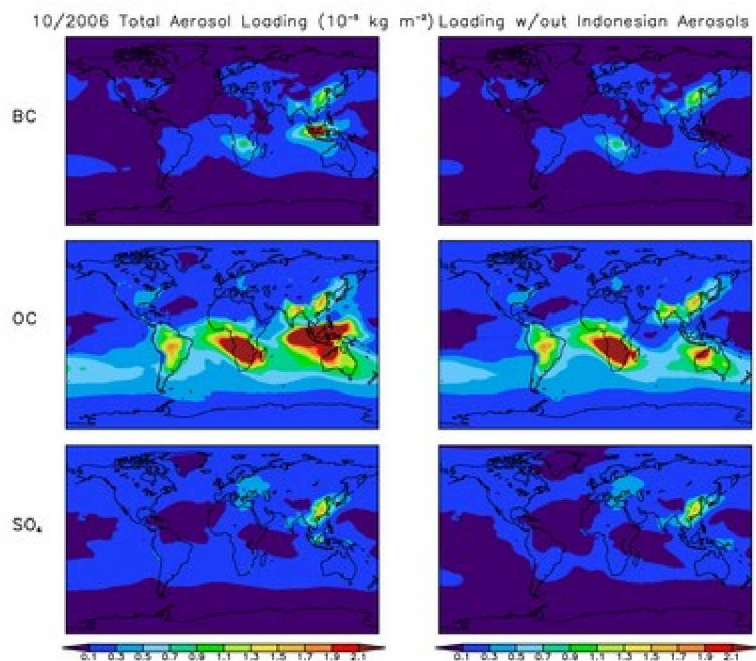 10/2006 Total Aerosol Loading (10⁻⁶ kg m⁻²) Loading w/out Indonesian Aerosols
BC
OC
SO₄
0.1 0.3 0.5 0.7 0.9 1.1 1.3 1.5 1.7 1.9 2.1 0.1 0.3 0.5 0.7 0.9 1.1 1.3 1.5 1.7 1.9 2.1